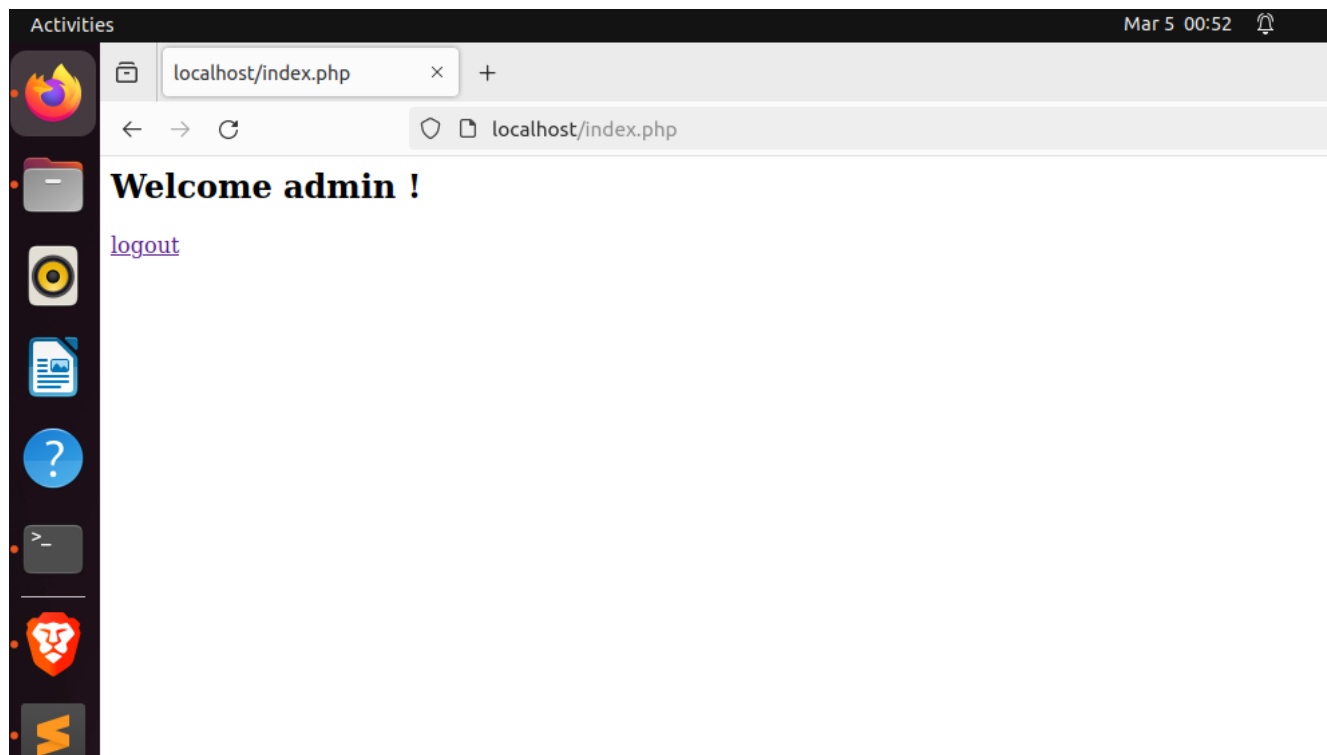 Activities
Mar 5 00:52
localhost/index.php
localhost/index.php
Welcome admin !
logout